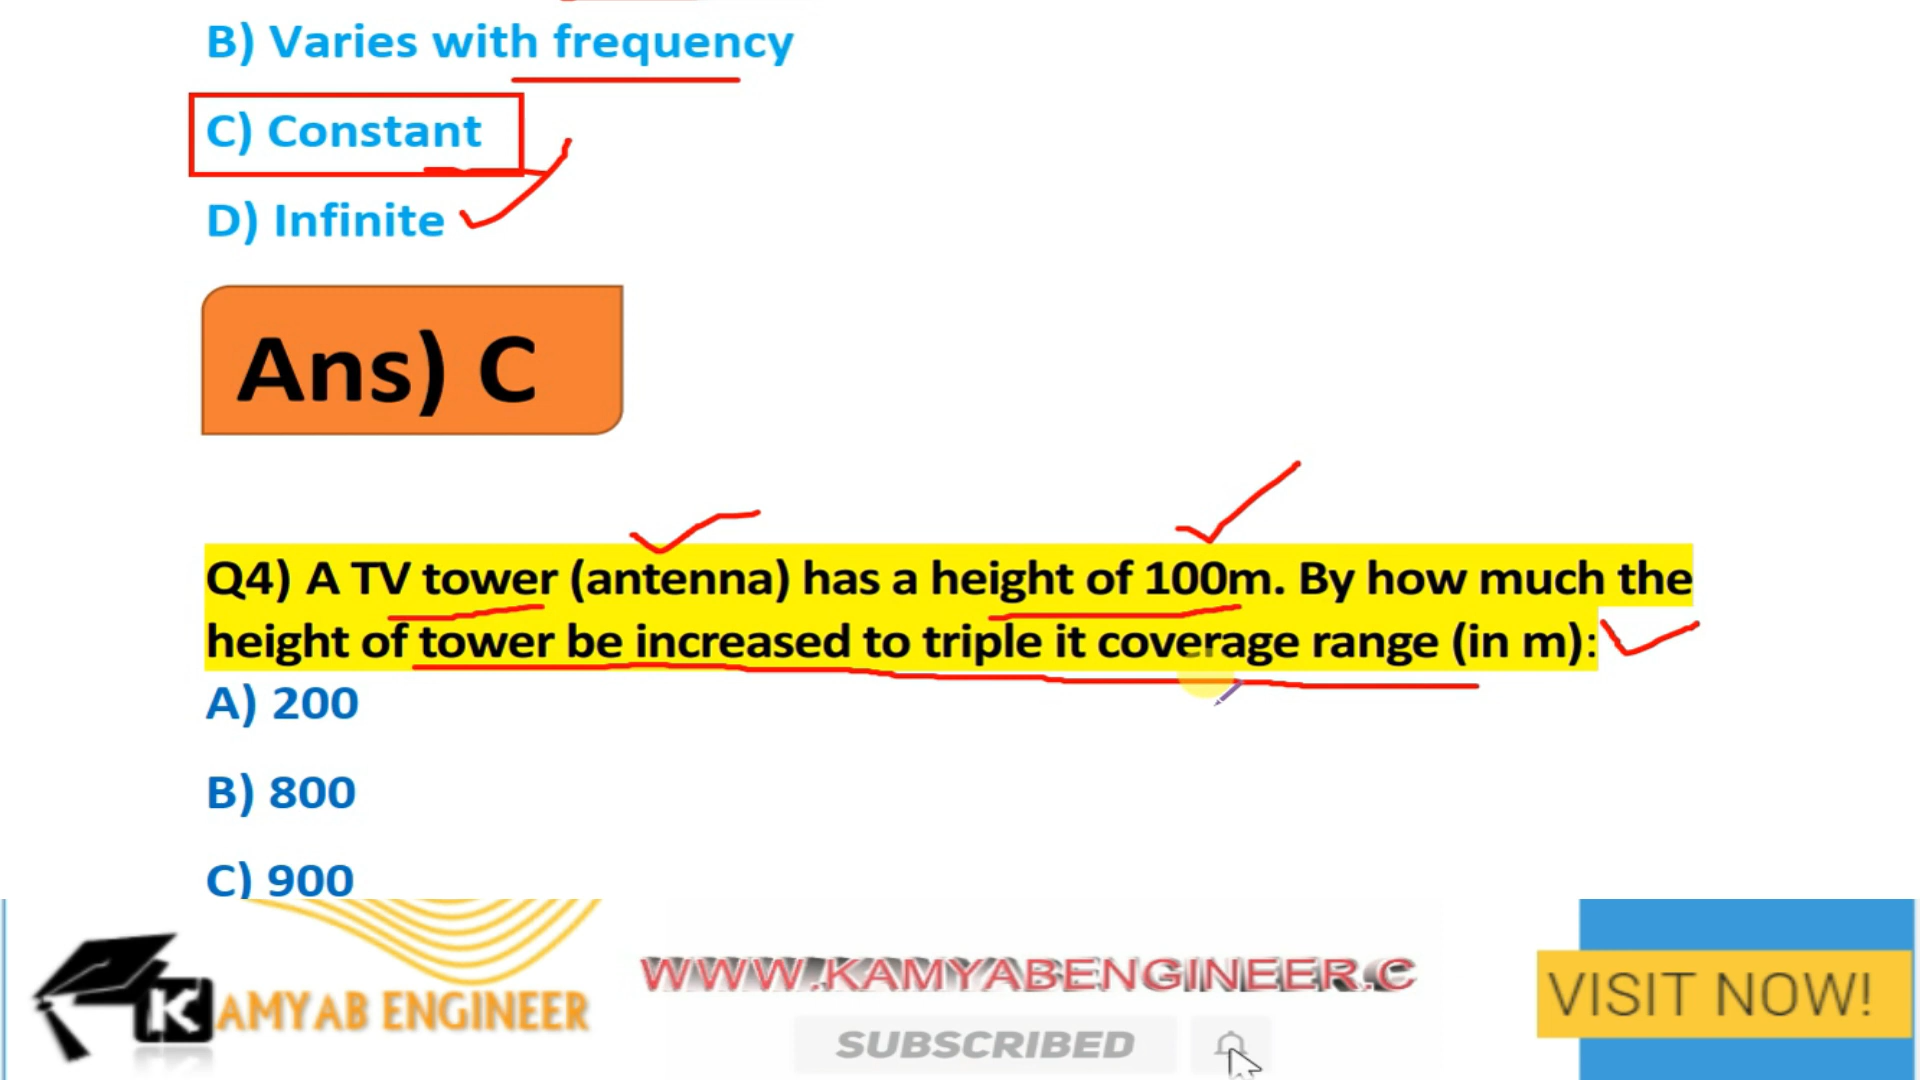 B) Varies with frequency
C) Constant
D) Infinite
Ans) C
Q4) A TV tower (antenna) has a height of 100m. By how much the
height of tower be increased to triple it coverage range (in m):
A) 200
B) 800
C) 900
KAMYAB ENGINEER
WWW.KAMYABENGINEER.C
VISIT NOW!
SUBSCRIBED